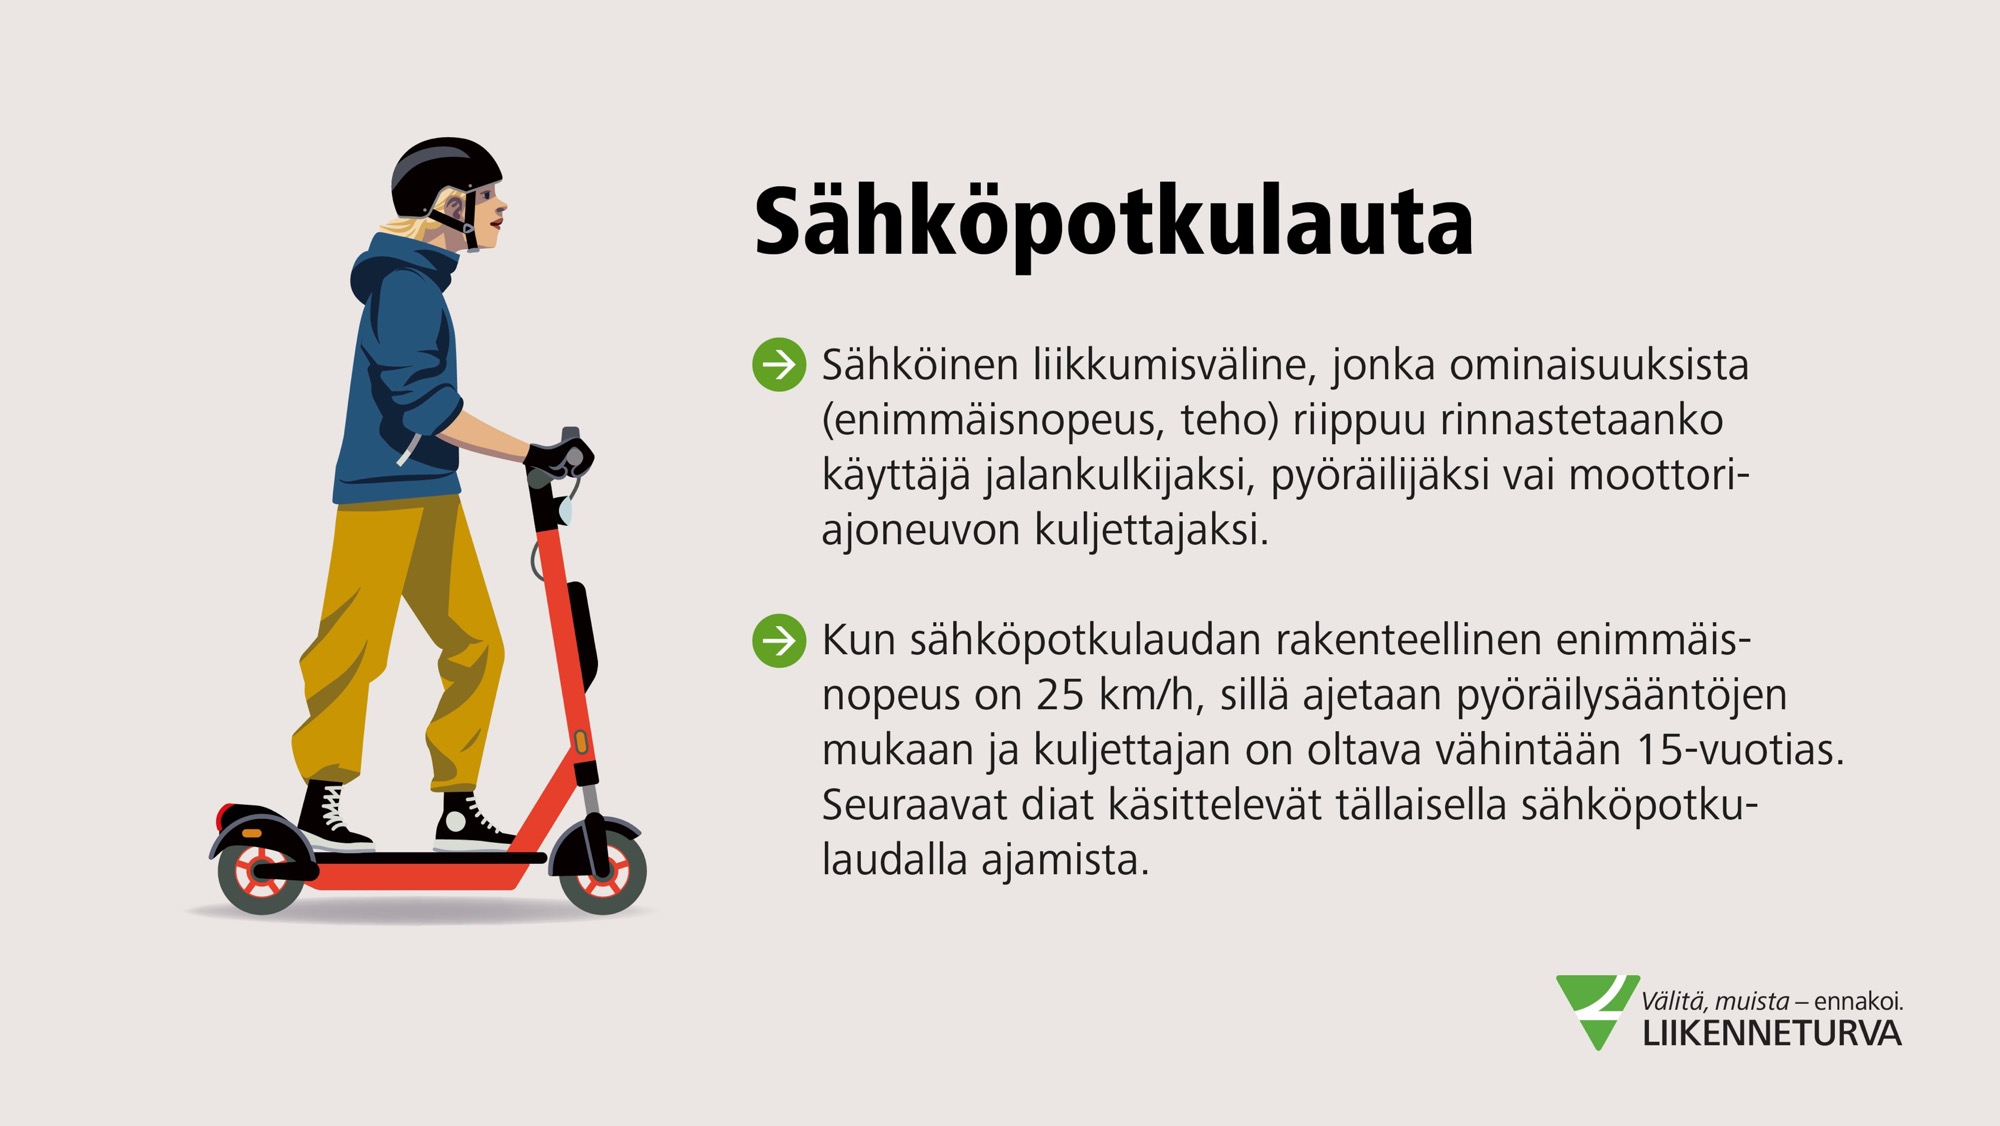 Sähköpotkulauta
Sähköinen liikkumisväline, jonka ominaisuuksista
(enimmäisnopeus, teho) riippuu rinnastetaanko
käyttäjä jalankulkijaksi, pyöräilijäksi vai moottori-
ajoneuvon kuljettajaksi.
Kun sähköpotkulaudan rakenteellinen enimmäis-
nopeus on 25 km/h, sillä ajetaan pyöräilysääntöjen
mukaan ja kuljettajan on oltava vähintään 15-vuotias.
Seuraavat diat käsittelevät tällaisella sähköpotku-
laudalla ajamista.
Välitä, muista – ennakoi.
LIIKENNETURVA